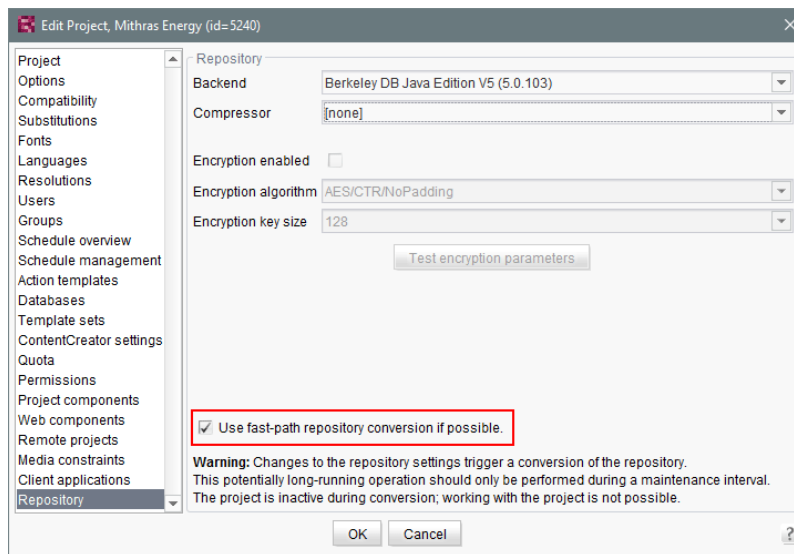 Edit Project, Mithras Energy (id=5240)
Project
Options
Compatibility
Substitutions
Fonts
Languages
Resolutions
Users
Groups
Schedule overview
Schedule management
Action templates
Databases
Template sets
ContentCreator settings
Quota
Permissions
Project components
Web components
Remote projects
Media constraints
Client applications
Repository
Repository
Backend Berkeley DB Java Edition V5 (5.0.103)
Compressor [none]
Encryption enabled
Encryption algorithm AES/CTR/NoPadding
Encryption key size 128
Test encryption parameters
Use fast-path repository conversion if possible.
Warning: Changes to the repository settings trigger a conversion of the repository.
This potentially long-running operation should only be performed during a maintenance interval.
The project is inactive during conversion; working with the project is not possible.
OK Cancel ?